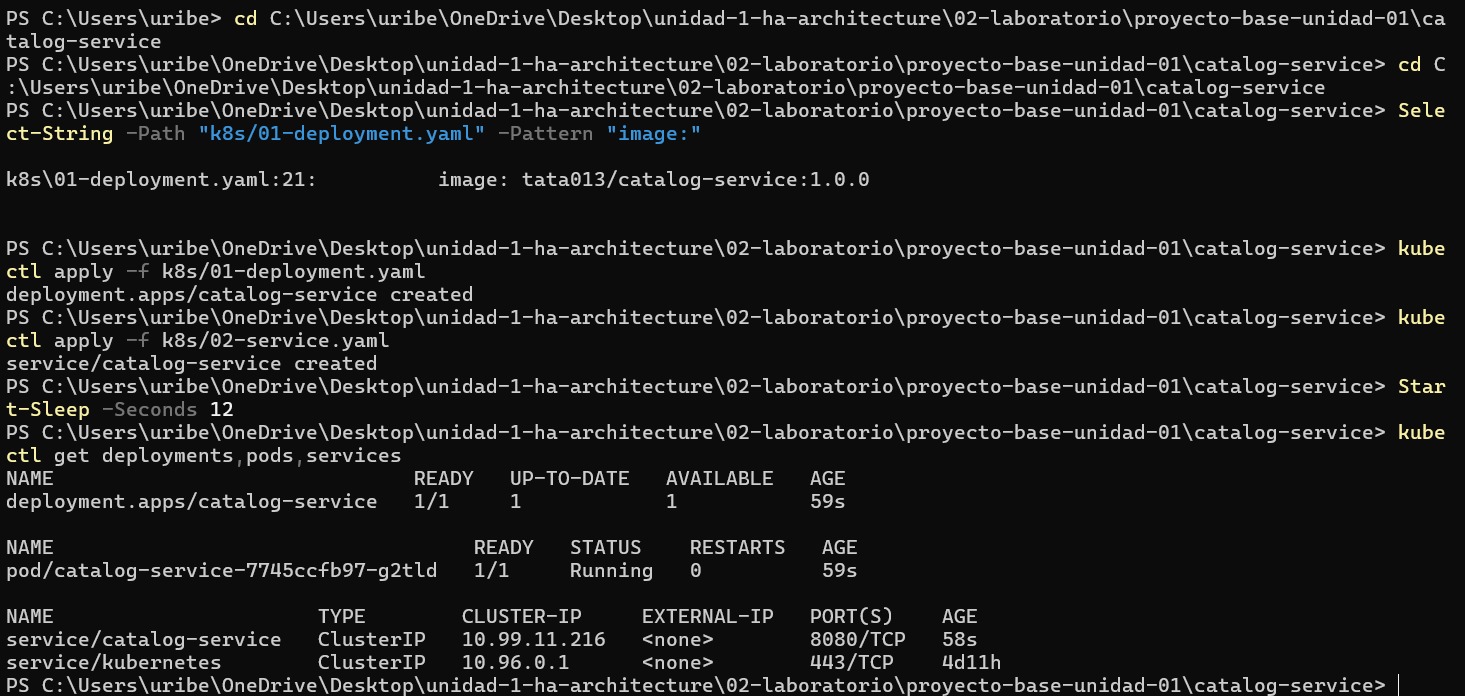 PS C:\Users\uribe> cd C:\Users\uribe\OneDrive\Desktop\unidad-1-ha-architecture\02-laboratorio\proyecto-base-unidad-01\ca
talog-service
PS C:\Users\uribe\OneDrive\Desktop\unidad-1-ha-architecture\02-laboratorio\proyecto-base-unidad-01\catalog-service> cd C
:\Users\uribe\OneDrive\Desktop\unidad-1-ha-architecture\02-laboratorio\proyecto-base-unidad-01\catalog-service
PS C:\Users\uribe\OneDrive\Desktop\unidad-1-ha-architecture\02-laboratorio\proyecto-base-unidad-01\catalog-service> Sele
ct-String -Path "k8s/01-deployment.yaml" -Pattern "image:"
k8s\01-deployment.yaml:21:          image: tata013/catalog-service:1.0.0
PS C:\Users\uribe\OneDrive\Desktop\unidad-1-ha-architecture\02-laboratorio\proyecto-base-unidad-01\catalog-service> kube
ctl apply -f k8s/01-deployment.yaml
deployment.apps/catalog-service created
PS C:\Users\uribe\OneDrive\Desktop\unidad-1-ha-architecture\02-laboratorio\proyecto-base-unidad-01\catalog-service> kube
ctl apply -f k8s/02-service.yaml
service/catalog-service created
PS C:\Users\uribe\OneDrive\Desktop\unidad-1-ha-architecture\02-laboratorio\proyecto-base-unidad-01\catalog-service> Star
t-Sleep -Seconds 12
PS C:\Users\uribe\OneDrive\Desktop\unidad-1-ha-architecture\02-laboratorio\proyecto-base-unidad-01\catalog-service> kube
ctl get deployments,pods,services
NAME                              READY   UP-TO-DATE   AVAILABLE   AGE
deployment.apps/catalog-service   1/1     1            1           59s
NAME                                   READY   STATUS    RESTARTS   AGE
pod/catalog-service-7745ccfb97-g2tld   1/1     Running   0          59s
NAME                      TYPE        CLUSTER-IP     EXTERNAL-IP   PORT(S)    AGE
service/catalog-service   ClusterIP   10.99.11.216   <none>        8080/TCP   58s
service/kubernetes        ClusterIP   10.96.0.1      <none>        443/TCP    4d11h
PS C:\Users\uribe\OneDrive\Desktop\unidad-1-ha-architecture\02-laboratorio\proyecto-base-unidad-01\catalog-service>